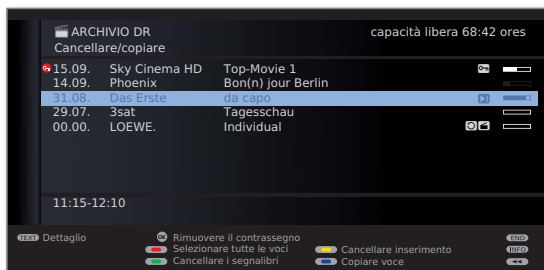 ARCHIVIO DR capacità libera 68:42 ores
Cancellare/copiare
15.09. Sky Cinema HD Top-Movie 1
14.09. Phoenix Bon(n) jour Berlin
31.08. Das Erste da capo
29.07. 3sat Tagesschau
00.00. LOEWE. Individual
11:15-12:10
TEXT Dettaglio OK Rimuovere il contrassegno END
Selezionare tutte le voci Cancellare inserimento INFO
Cancellare i segnalibri Copiare voce